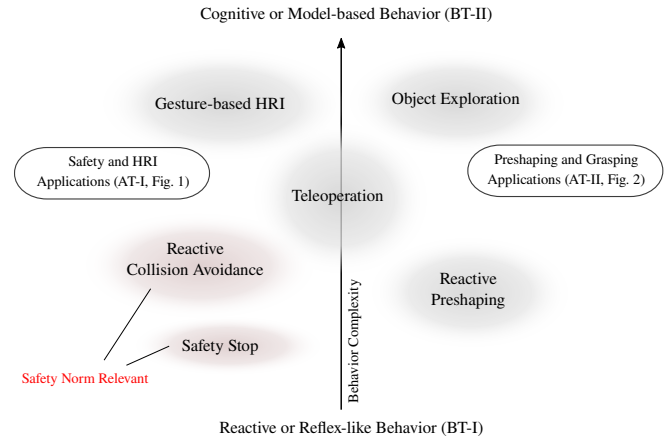 Cognitive or Model-based Behavior (BT-II)
Gesture-based HRI
Object Exploration
Safety and HRI
Applications (AT-I, Fig. 1)
Preshaping and Grasping
Applications (AT-II, Fig. 2)
Teleoperation
Reactive
Collision Avoidance
Reactive
Preshaping
Behavior Complexity
Safety Stop
Safety Norm Relevant
Reactive or Reflex-like Behavior (BT-I)